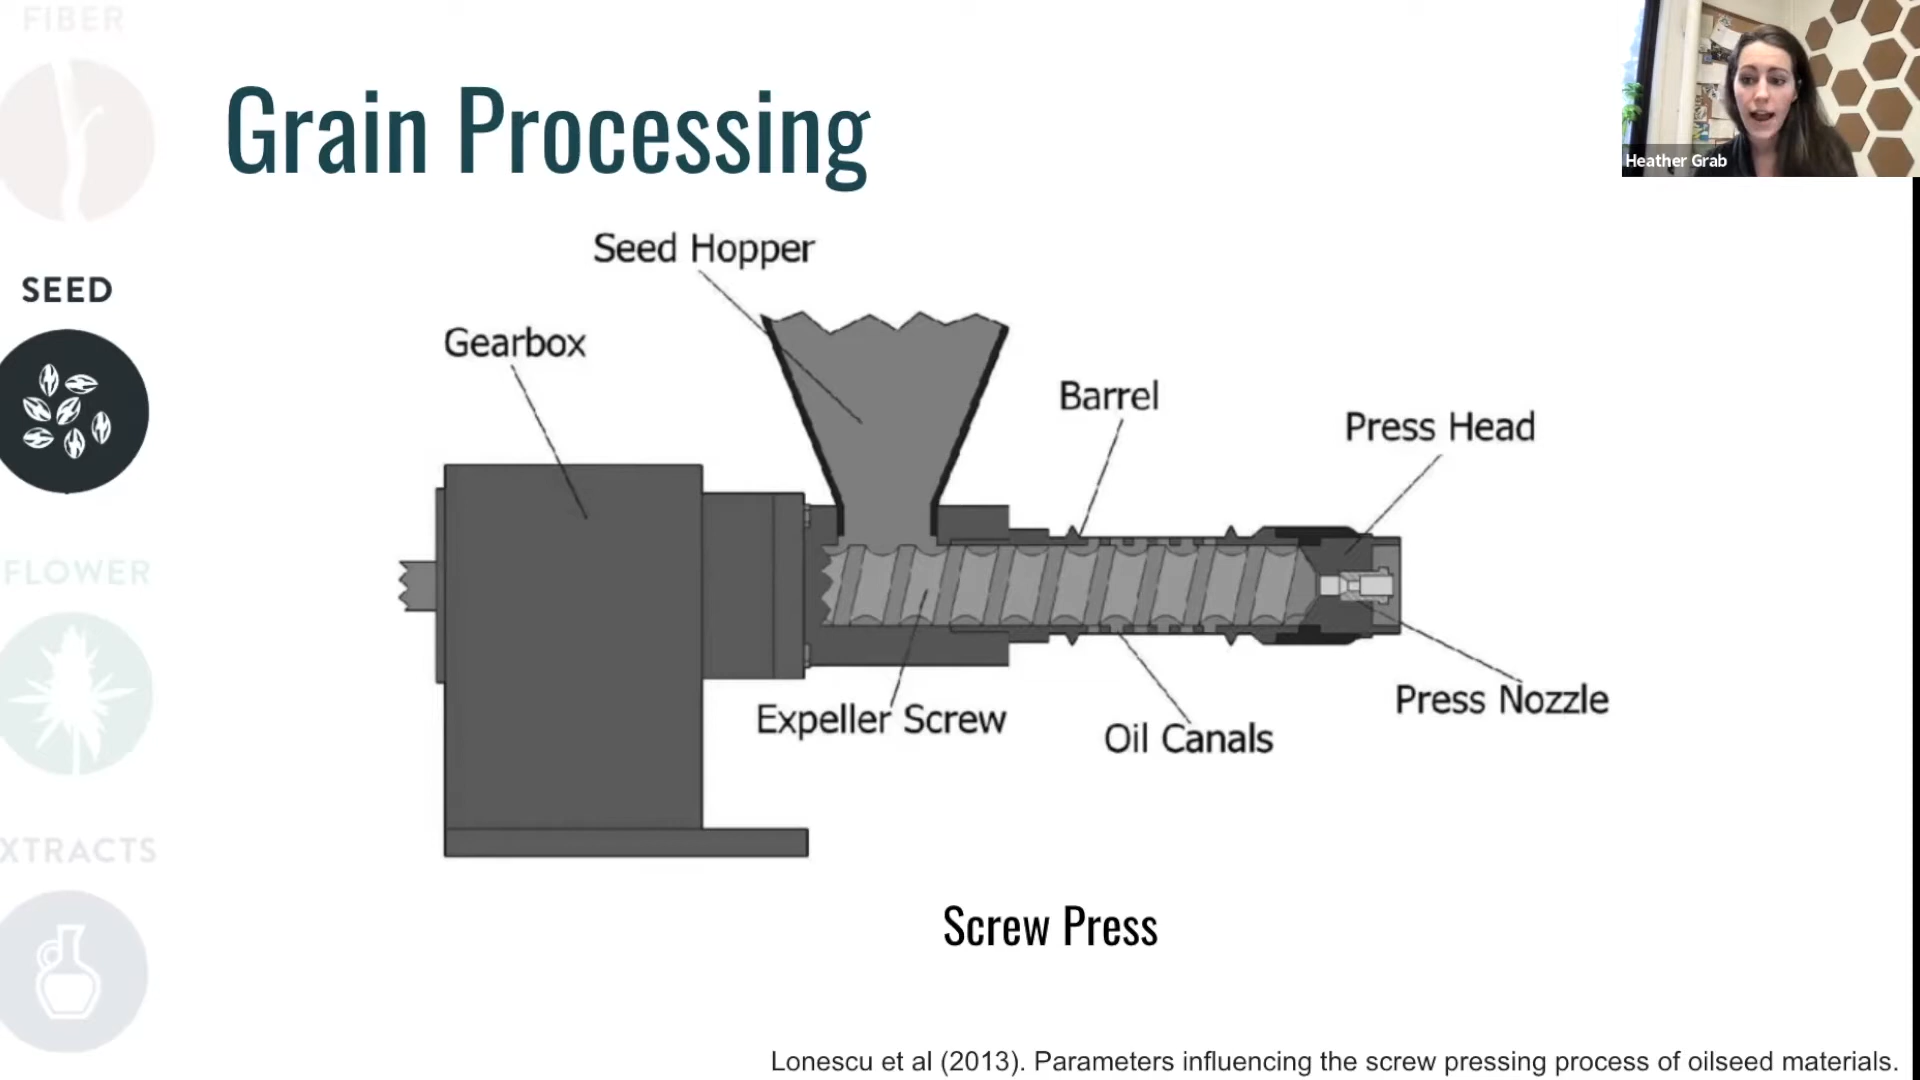 FIBER
Grain Processing
Heather Grab
Seed Hopper
SEED
Gearbox
Barrel
Press Head
FLOWER
Press Nozzle
Expeller Screw
Oil Canals
XTRACTS
Screw Press
Lonescu et al (2013). Parameters influencing the screw pressing process of oilseed materials.